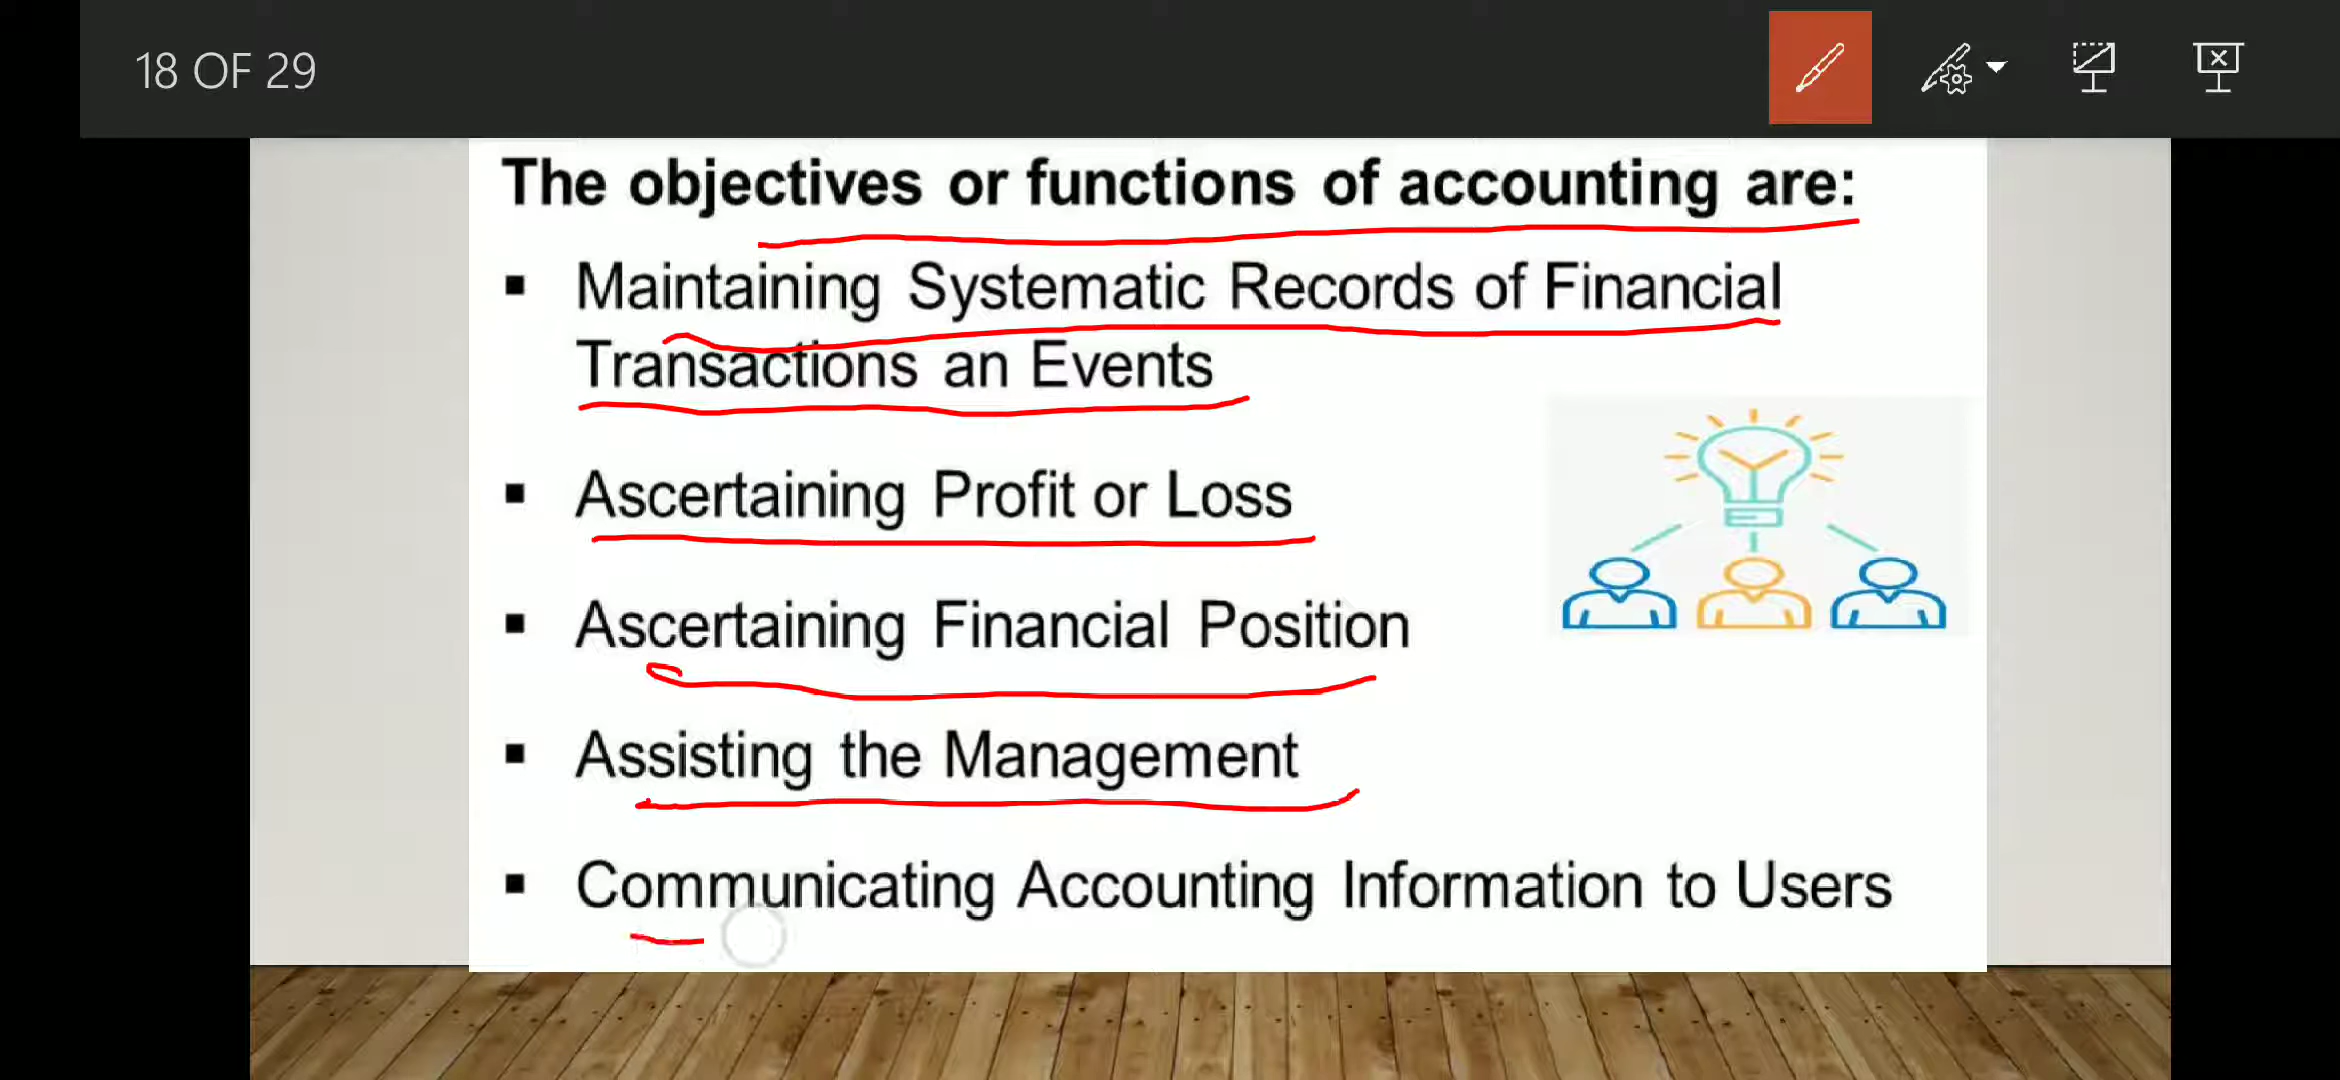 18 OF 29
The objectives or functions of accounting are:
▪ Maintaining Systematic Records of Financial
Transactions an Events
▪ Ascertaining Profit or Loss
▪ Ascertaining Financial Position
▪ Assisting the Management
▪ Communicating Accounting Information to Users